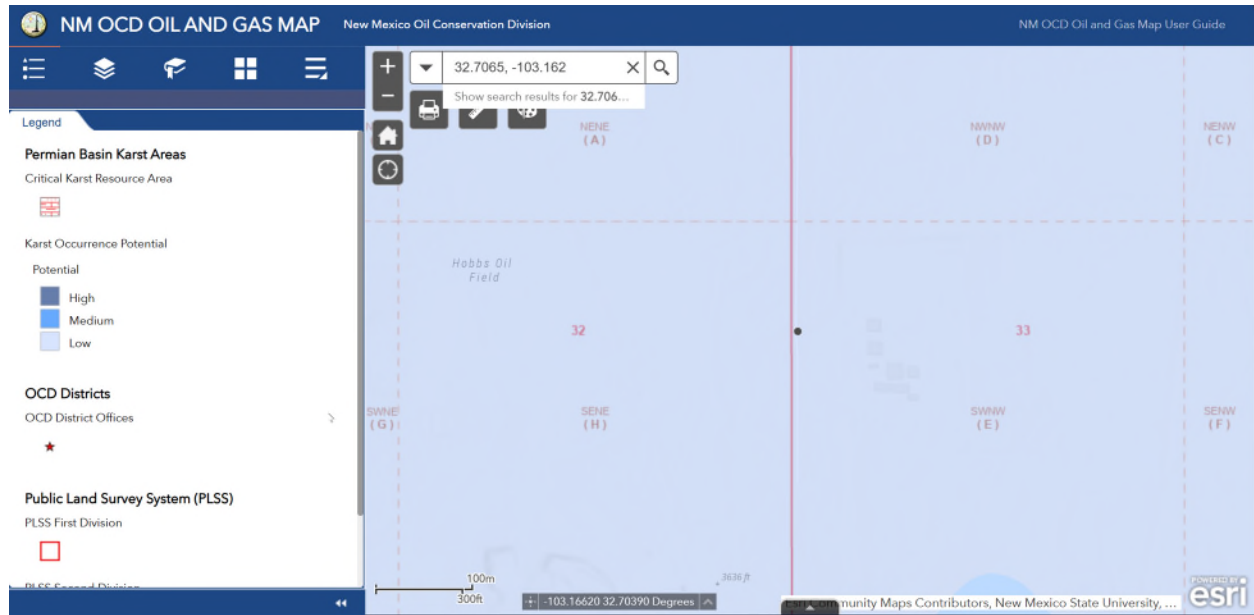 NM OCD OIL AND GAS MAP
New Mexico Oil Conservation Division
NM OCD Oil and Gas Map User Guide
32.7065, -103.162
Show search results for 32.706...
Legend
Permian Basin Karst Areas
Critical Karst Resource Area
Karst Occurrence Potential
Potential
High
Medium
Low
OCD Districts
OCD District Offices
Public Land Survey System (PLSS)
PLSS First Division
PLSS Second Division
NENE
(A)
NWNW
(D)
NENW
(C)
Hobbs Oil
Field
32
33
SWNE
(G)
SENE
(H)
SWNW
(E)
SENW
(F)
100m
300ft
3636 ft
-103.16620 32.70390 Degrees
Esri Community Maps Contributors, New Mexico State University, ...
POWERED BY
esri